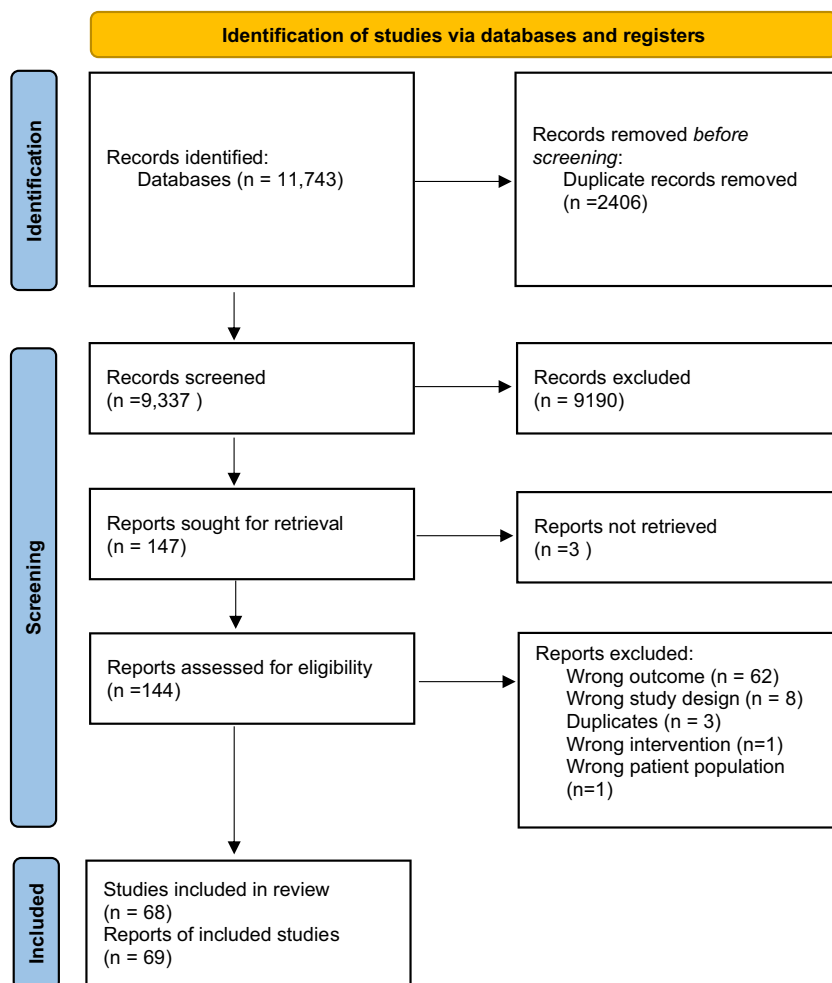 Identification of studies via databases and registers
Identification
Records identified:
Databases (n = 11,743)
Records removed before
screening:
Duplicate records removed
(n =2406)
Screening
Records screened
(n =9,337 )
Records excluded
(n = 9190)
Reports sought for retrieval
(n = 147)
Reports not retrieved
(n =3 )
Reports assessed for eligibility
(n =144)
Reports excluded:
Wrong outcome (n = 62)
Wrong study design (n = 8)
Duplicates (n = 3)
Wrong intervention (n=1)
Wrong patient population
(n=1)
Included
Studies included in review
(n = 68)
Reports of included studies
(n = 69)